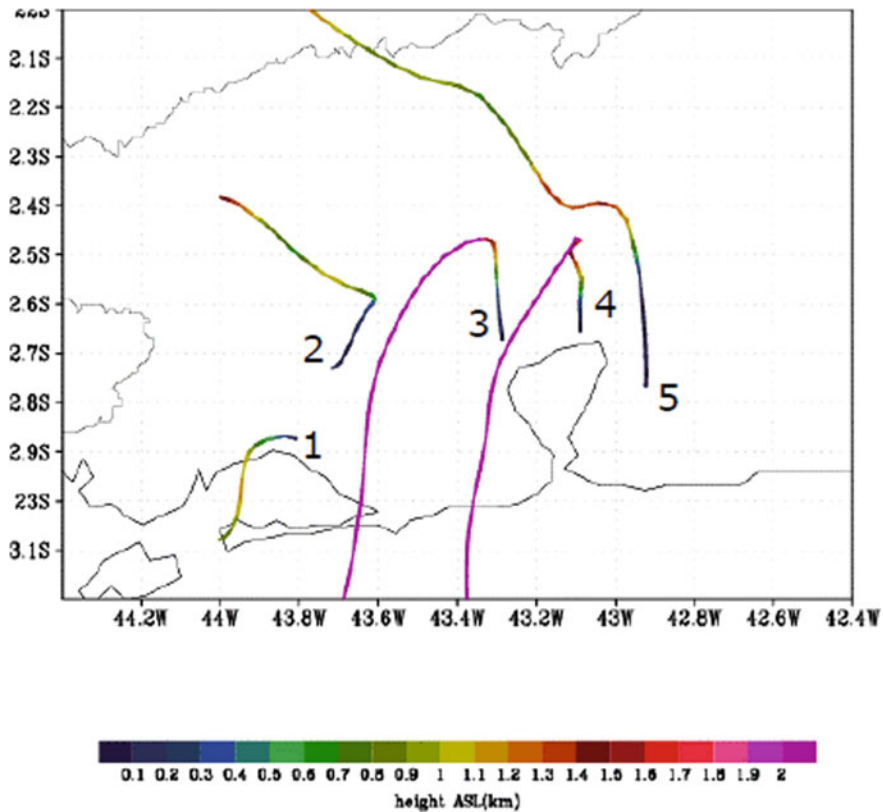 22S
2.1S
2.2S
2.3S
2.4S
2.5S
2.6S
2.7S
2.8S
2.9S
23S
3.1S
1
2
3
4
5
44.2W 44W 43.8W 43.6W 43.4W 43.2W 43W 42.8W 42.6W 42.4W
0.1 0.2 0.3 0.4 0.5 0.6 0.7 0.8 0.9 1 1.1 1.2 1.3 1.4 1.5 1.6 1.7 1.8 1.9 2
height ASL(km)